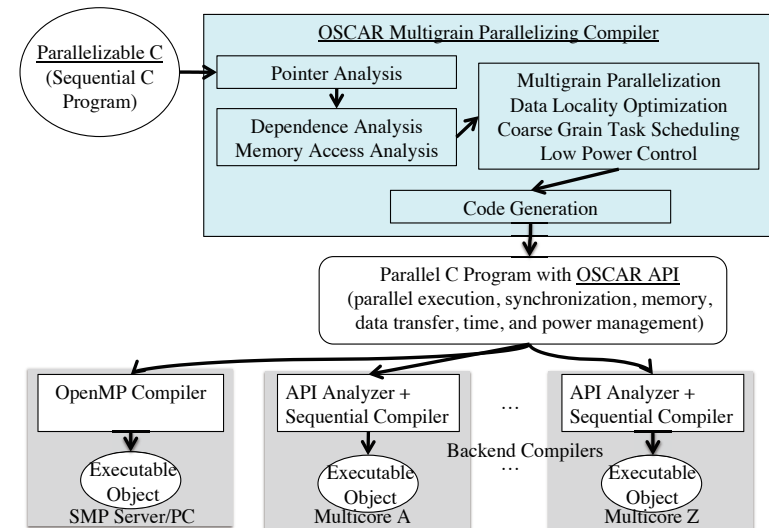 OSCAR Multigrain Parallelizing Compiler
Parallelizable C
(Sequential C
Program)
Pointer Analysis
Dependence Analysis
Memory Access Analysis
Multigrain Parallelization
Data Locality Optimization
Coarse Grain Task Scheduling
Low Power Control
Code Generation
Parallel C Program with OSCAR API
(parallel execution, synchronization, memory,
data transfer, time, and power management)
OpenMP Compiler
Executable
Object
SMP Server/PC
API Analyzer +
Sequential Compiler
Executable
Object
Multicore A
…
Backend Compilers
…
API Analyzer +
Sequential Compiler
Executable
Object
Multicore Z